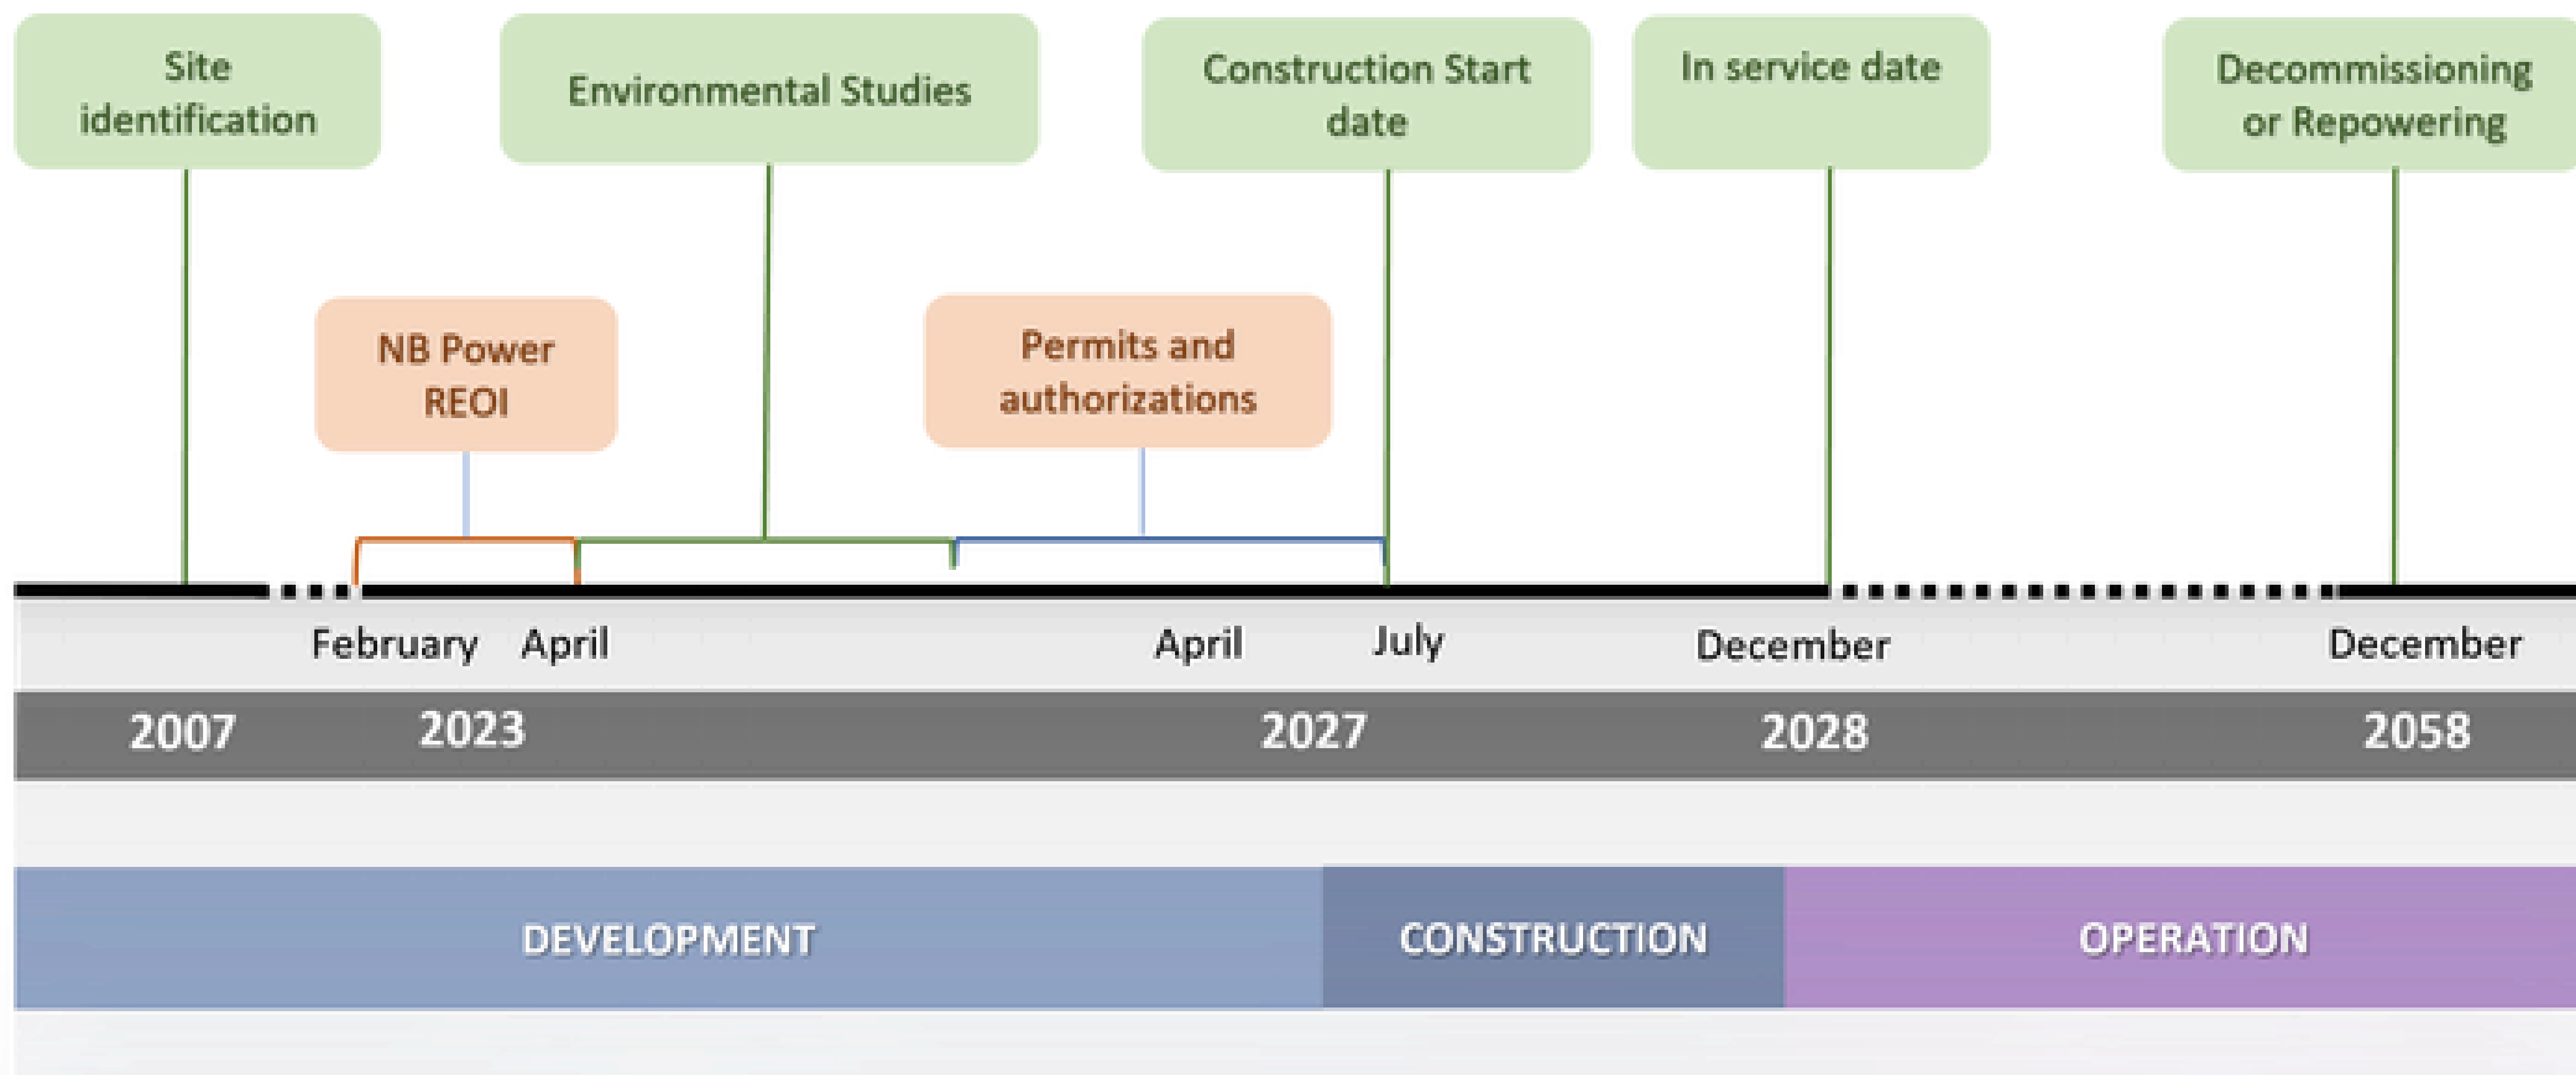 Site
identification
Environmental Studies
Construction Start
date
In service date
Decommissioning
or Repowering
NB Power
REOI
Permits and
authorizations
February April April July December December
2007 2023 2027 2028 2058
DEVELOPMENT CONSTRUCTION OPERATION